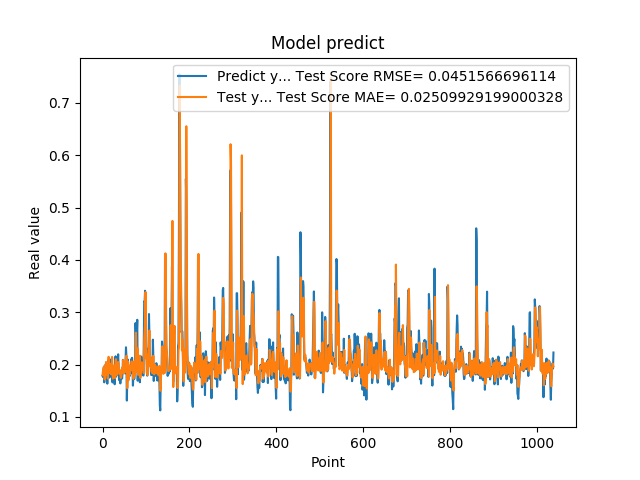 Model predict
Predict y... Test Score RMSE= 0.0451566696114
Test y... Test Score MAE= 0.02509929199000328
Real value
0.7
0.6
0.5
0.4
0.3
0.2
0.1
0 200 400 600 800 1000
Point